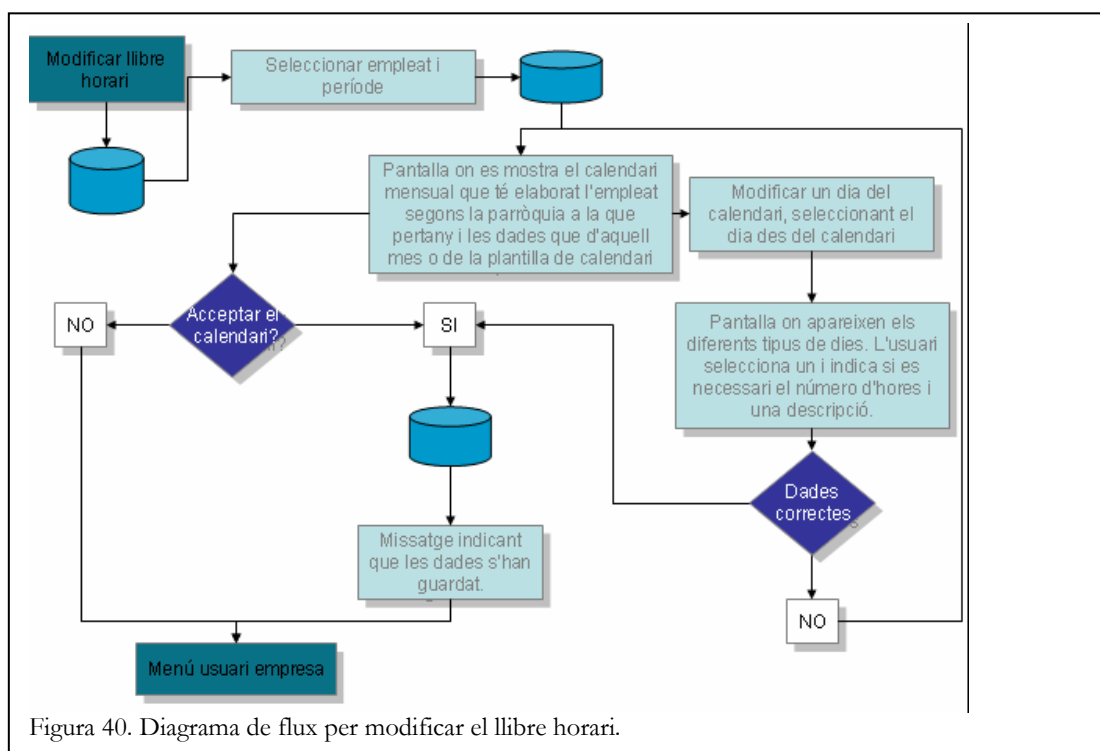 Modificar llibre
horari
Seleccionar empleat i
període
Pantalla on es mostra el calendari
mensual que té elaborat l'empleat
segons la parròquia a la que
pertany i les dades que d'aquell
mes o de la plantilla de calendari
Modificar un dia del
calendari, seleccionant el
dia des del calendari
NO
Acceptar el
calendari?
SI
Pantalla on apareixen els
diferents tipus de dies. L'usuari
selecciona un i indica si es
necessari el número d'hores i
una descripció.
Dades
correctes
Missatge indicant
que les dades s'han
guardat.
NO
Menú usuari empresa
Figura 40. Diagrama de flux per modificar el llibre horari.